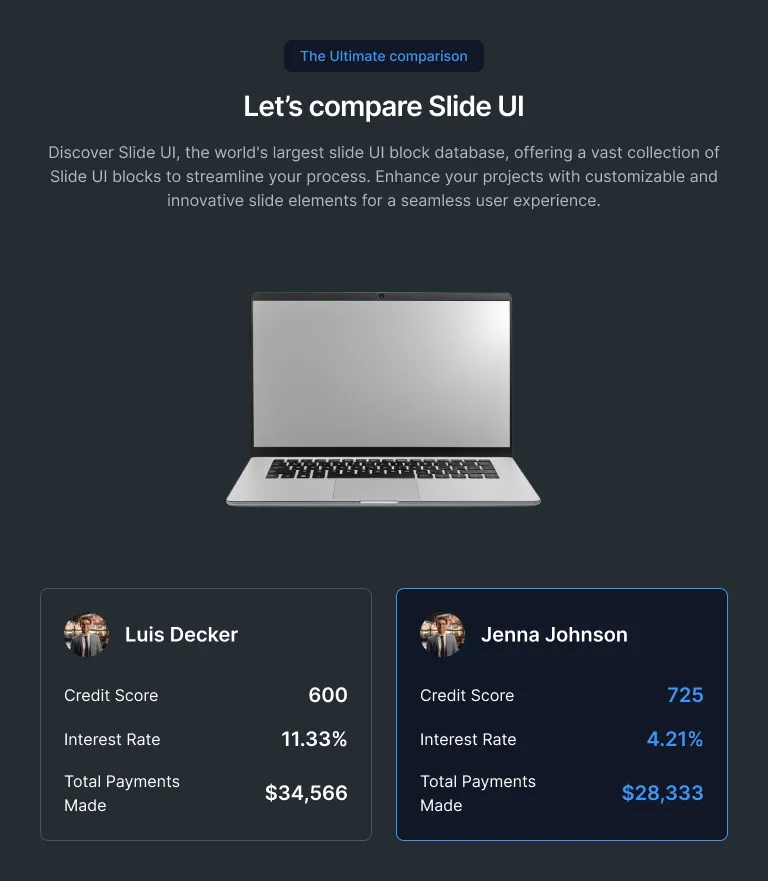 The Ultimate comparison
Let’s compare Slide UI
Discover Slide UI, the world's largest slide UI block database, offering a vast collection of
Slide UI blocks to streamline your process. Enhance your projects with customizable and
innovative slide elements for a seamless user experience.
Luis Decker
Credit Score 600
Interest Rate 11.33%
Total Payments
Made
$34,566
Jenna Johnson
Credit Score 725
Interest Rate 4.21%
Total Payments
Made
$28,333